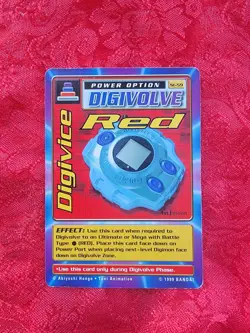 POWER OPTION
St-59
DIGIVOLVE
Red
Digivice
EFFECT: Use this card when required to
Digivolve to an Ultimate or Mega with Battle
Type: (RED). Place this card face down on
Power Port when placing next-level Digimon face
down on Digivolve Zone.
•Use this card only during Digivolve Phase.
© Akiyoshi Hongo • Toei Animation © 1999 BANDAI